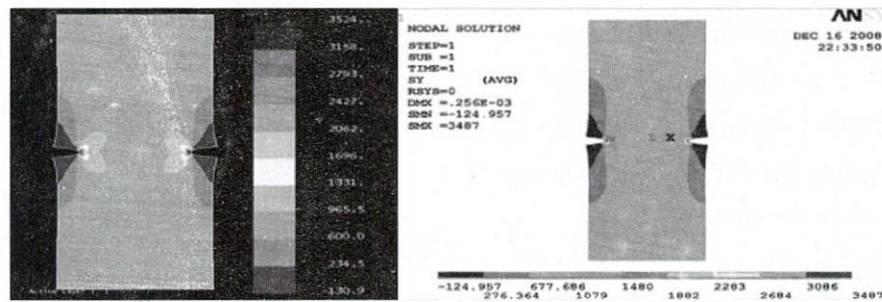 3524.
3158.
2793.
2427.
2062.
1696.
1331.
965.5
600.0
234.5
-130.9
1
NODAL SOLUTION
STEP=1
SUB =1
TIME=1
SY (AVG)
RSYS=0
DMX =.256E-03
SMN =-124.957
SMX =3487
AN
DEC 16 2008
22:33:50
X
-124.957 677.686 1480 2283 3086
276.364 1079 1882 2684 3487